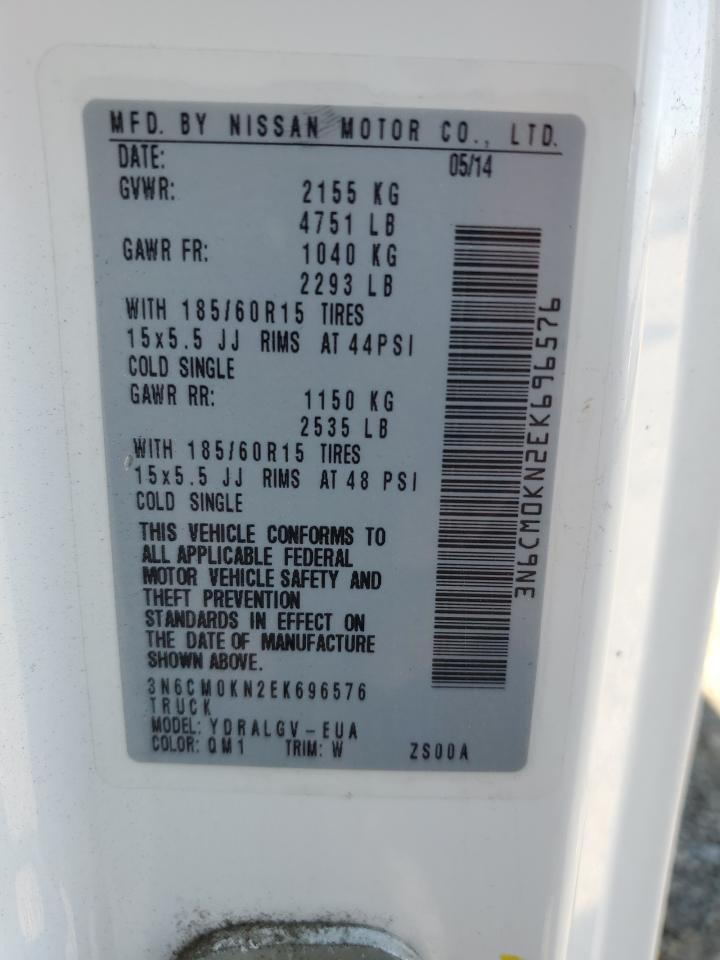 MFD. BY NISSAN MOTOR CO., LTD.
DATE: 05/14
GVWR: 2155 KG
4751 LB
GAWR FR: 1040 KG
2293 LB
WITH 185/60R15 TIRES
15x5.5 JJ RIMS AT 44PSI
COLD SINGLE
GAWR RR: 1150 KG
2535 LB
WITH 185/60R15 TIRES
15x5.5 JJ RIMS AT 48 PSI
COLD SINGLE
THIS VEHICLE CONFORMS TO
ALL APPLICABLE FEDERAL
MOTOR VEHICLE SAFETY AND
THEFT PREVENTION
STANDARDS IN EFFECT ON
THE DATE OF MANUFACTURE
SHOWN ABOVE.
3N6CM0KN2EK696576
TRUCK
MODEL: YDRALGV-EUA
COLOR: QM1 TRIM: W ZS00A
3N6CM0KN2EK696576